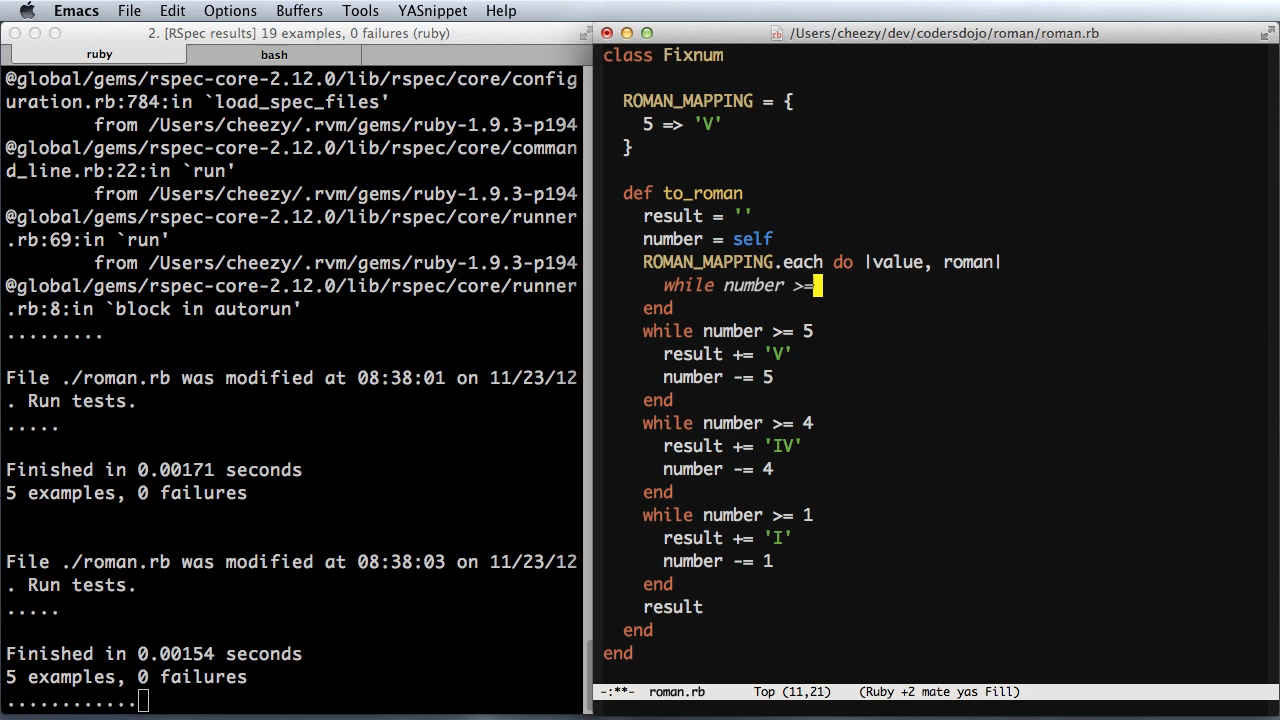 Emacs File Edit Options Buffers Tools YASnippet Help
2. [RSpec results] 19 examples, 0 failures (ruby)
ruby bash
@global/gems/rspec-core-2.12.0/lib/rspec/core/config
uration.rb:784:in `load_spec_files'
from /Users/cheezy/.rvm/gems/ruby-1.9.3-p194
@global/gems/rspec-core-2.12.0/lib/rspec/core/comman
d_line.rb:22:in `run'
from /Users/cheezy/.rvm/gems/ruby-1.9.3-p194
@global/gems/rspec-core-2.12.0/lib/rspec/core/runner
.rb:69:in `run'
from /Users/cheezy/.rvm/gems/ruby-1.9.3-p194
@global/gems/rspec-core-2.12.0/lib/rspec/core/runner
.rb:8:in `block in autorun'
.........
File ./roman.rb was modified at 08:38:01 on 11/23/12
. Run tests.
.....
Finished in 0.00171 seconds
5 examples, 0 failures
File ./roman.rb was modified at 08:38:03 on 11/23/12
. Run tests.
.....
Finished in 0.00154 seconds
5 examples, 0 failures
.............
/Users/cheezy/dev/codersdojo/roman/roman.rb
class Fixnum
ROMAN_MAPPING = {
5 => 'V'
}
def to_roman
result = ''
number = self
ROMAN_MAPPING.each do |value, roman|
while number >=
end
while number >= 5
result += 'V'
number -= 5
end
while number >= 4
result += 'IV'
number -= 4
end
while number >= 1
result += 'I'
number -= 1
end
result
end
end
-:**- roman.rb Top (11,21) (Ruby +2 mate yas Fill)